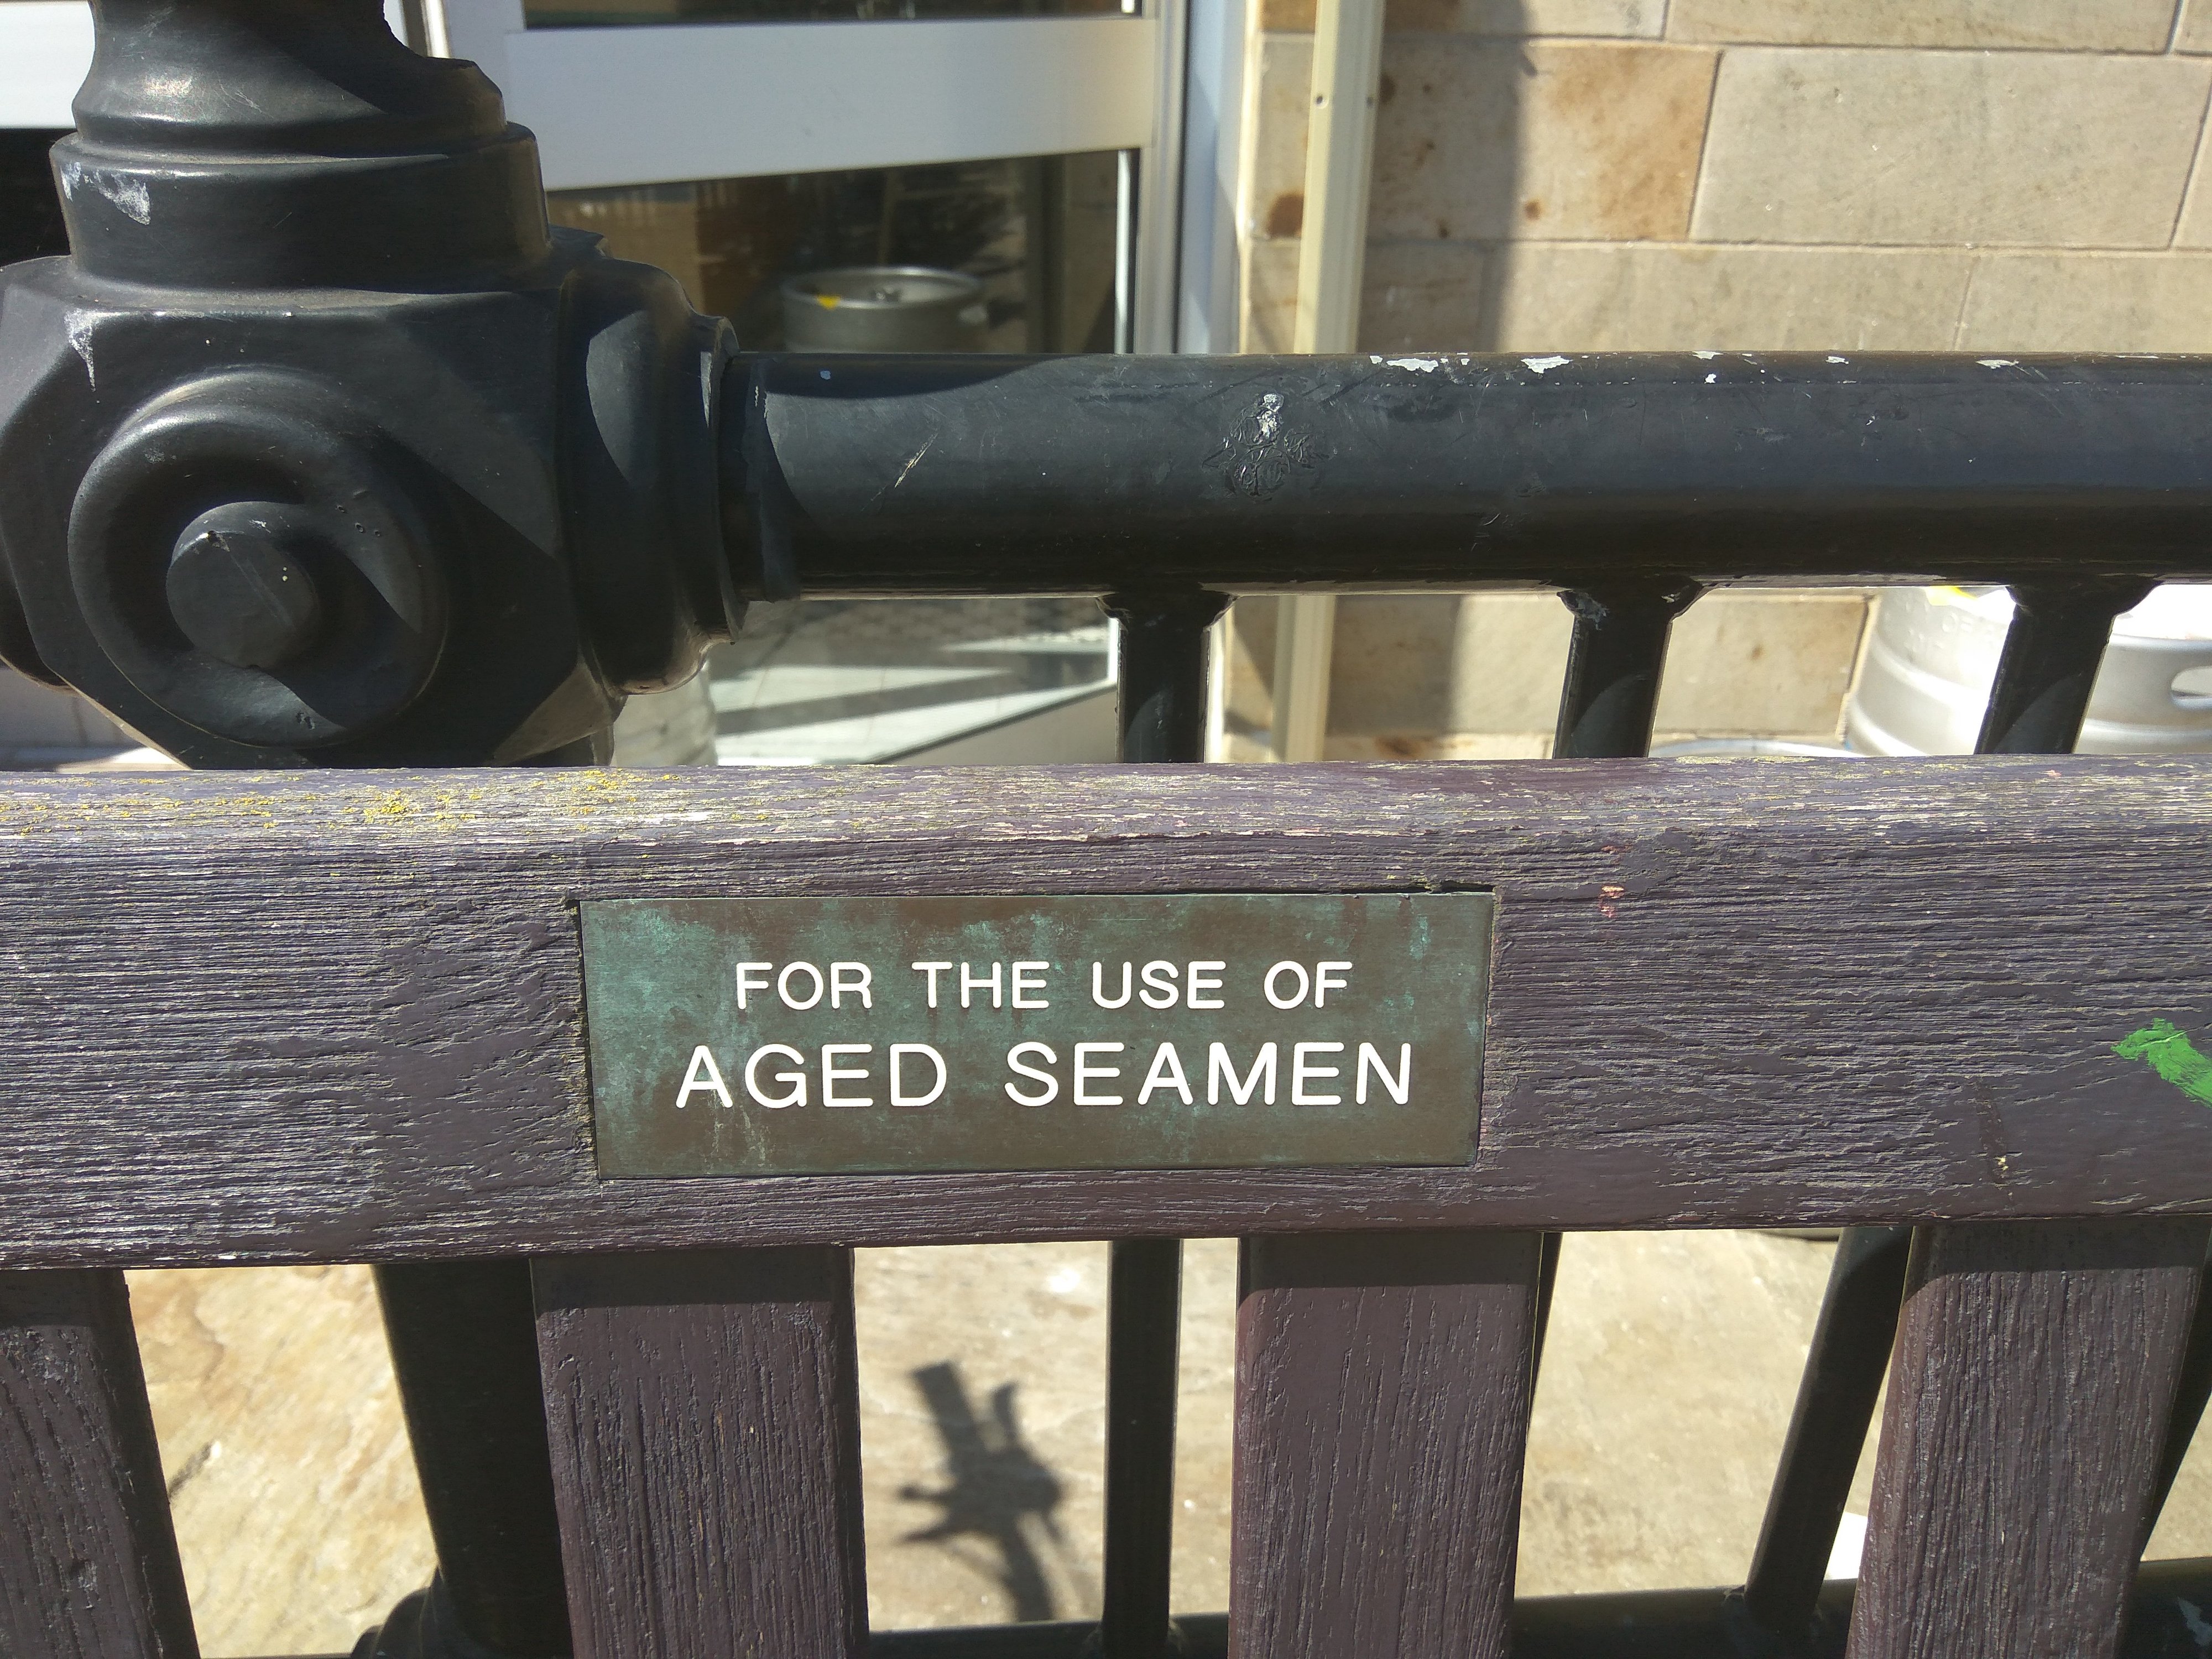 FOR THE USE OF
AGED SEAMEN